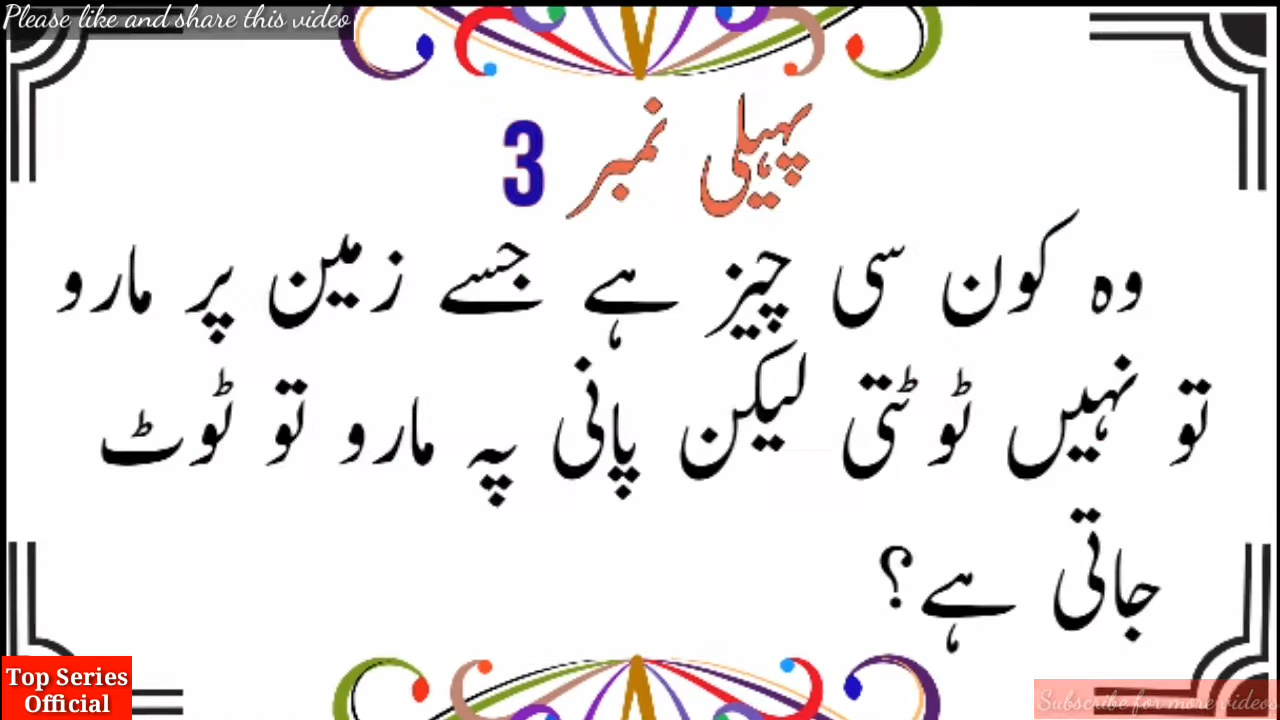 Please like and share this video
پہیلی نمبر 3
وہ کون سی چیز ہے جسے زمین پر مارو
تو نہیں ٹوٹتی لیکن پانی پہ مارو تو ٹوٹ
جاتی ہے؟
Top Series
Official
Subscribe for more videos